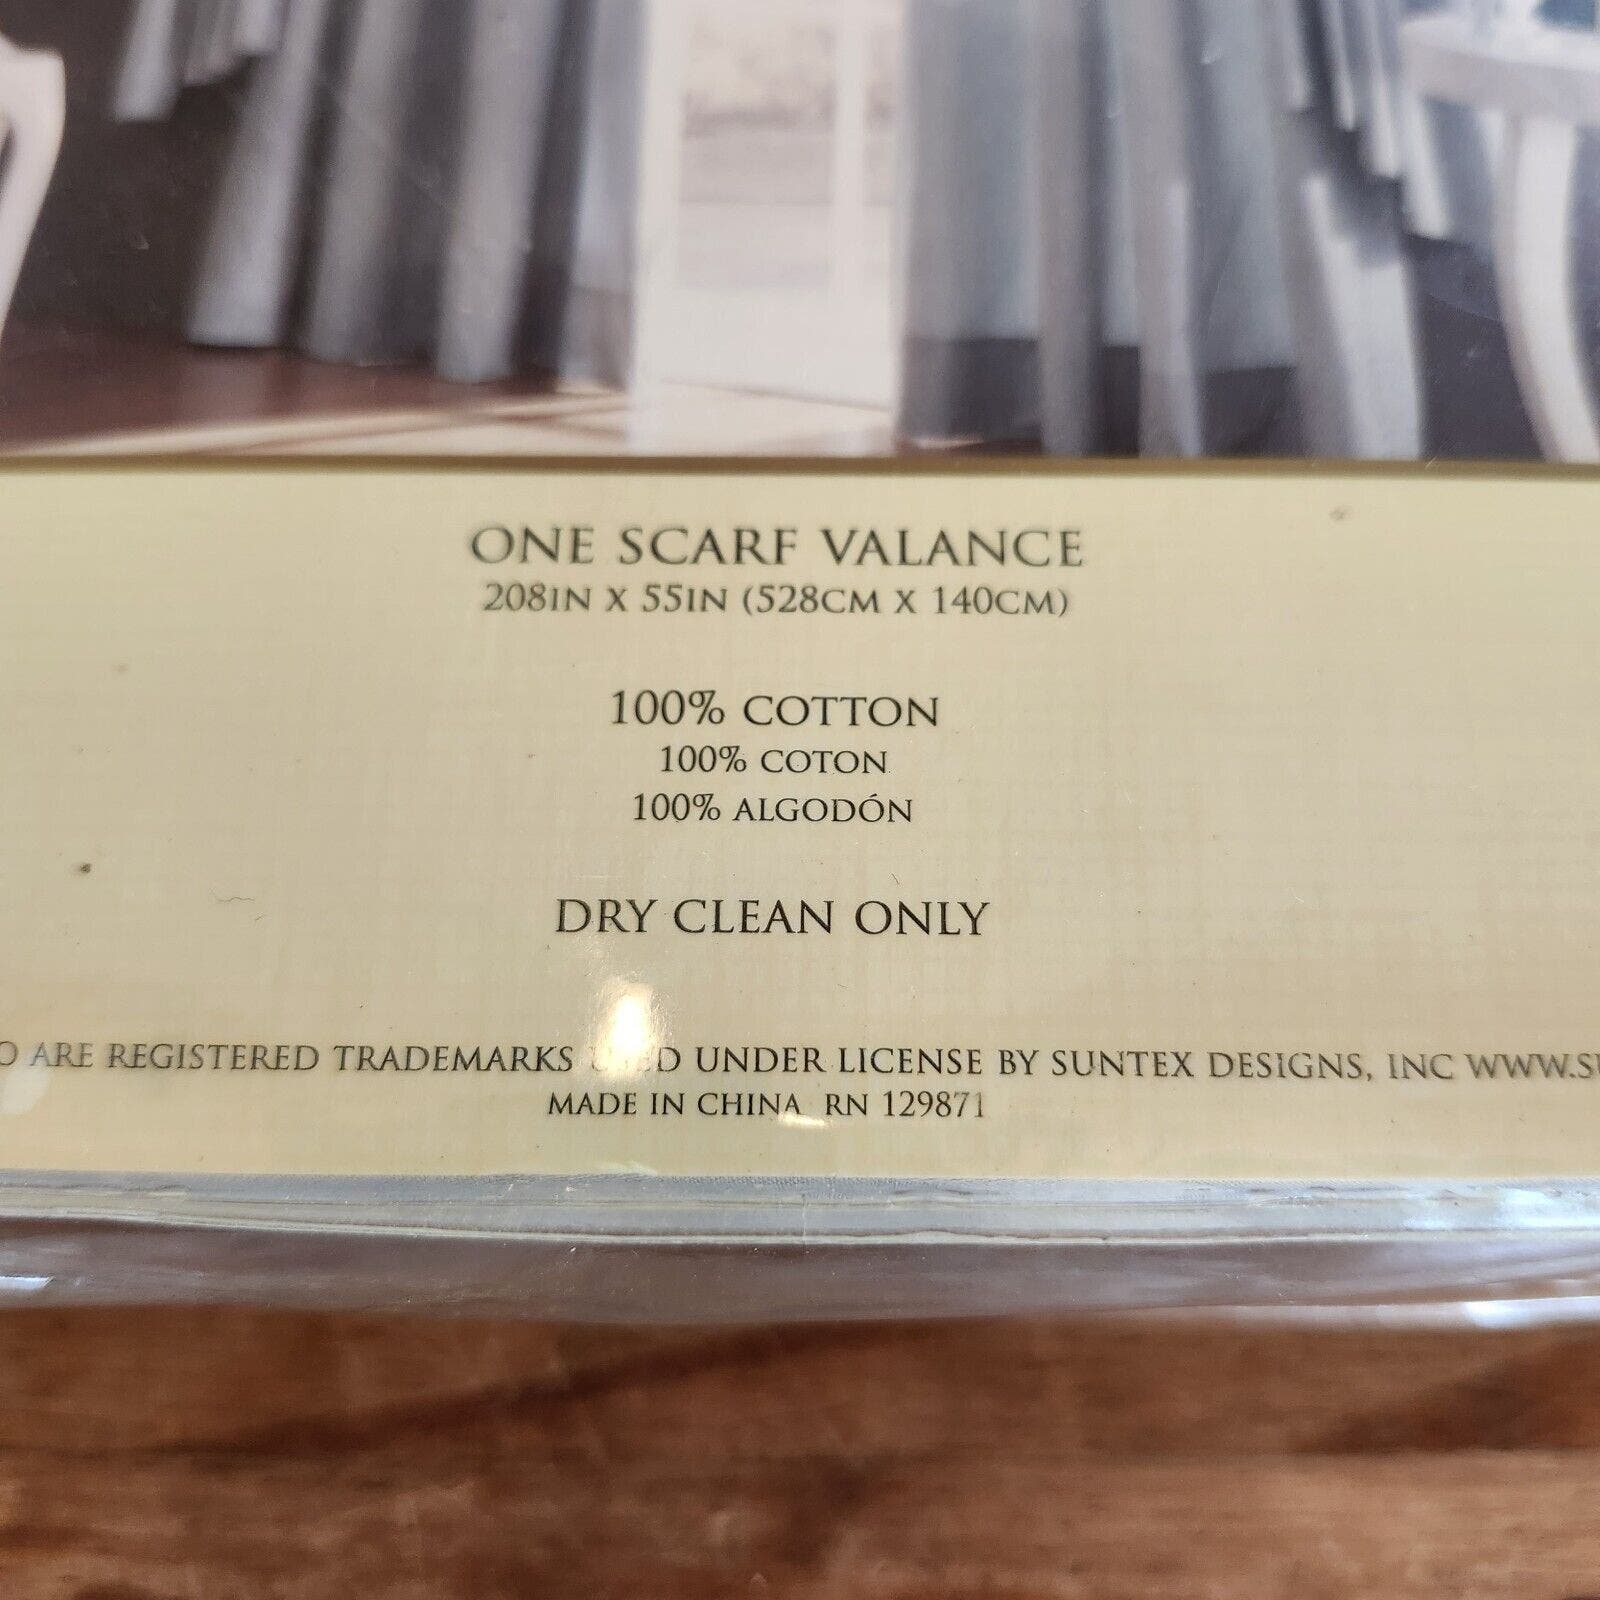 ONE SCARF VALANCE
208IN X 55IN (528CM X 140CM)
100% COTTON
100% COTON
100% ALGODÓN
DRY CLEAN ONLY
ARE REGISTERED TRADEMARKS USED UNDER LICENSE BY SUNTEX DESIGNS, INC
MADE IN CHINA RN 129871